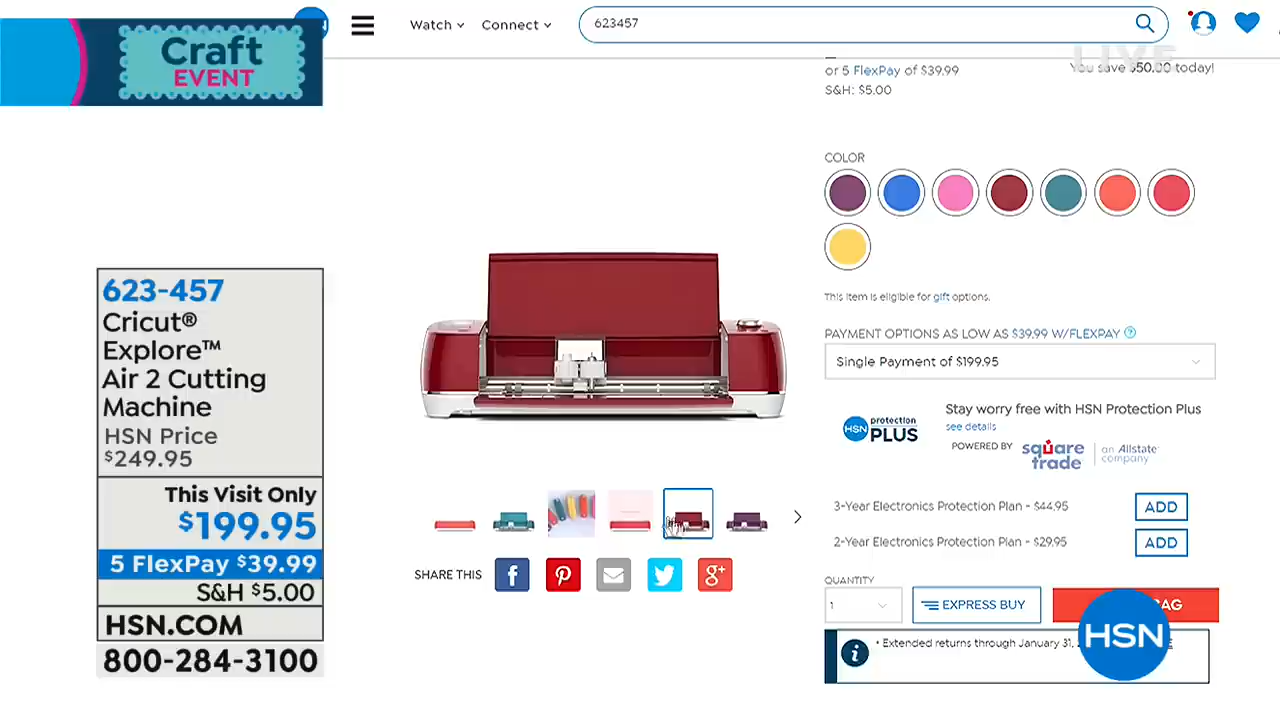 Craft
EVENT
Watch
Connect
623457
LIVE
or 5 FlexPay of $39.99
You save $50.00 today!
S&H: $5.00
COLOR
This item is eligible for gift options.
PAYMENT OPTIONS AS LOW AS $39.99 W/FLEXPAY ?
Single Payment of $199.95
HSN protection PLUS
Stay worry free with HSN Protection Plus
see details
POWERED BY square trade | an Allstate company
3-Year Electronics Protection Plan - $44.95 ADD
2-Year Electronics Protection Plan - $29.95 ADD
QUANTITY
1
EXPRESS BUY
AG
• Extended returns through January 31,
HSN
623-457
Cricut®
Explore™
Air 2 Cutting
Machine
HSN Price
$249.95
This Visit Only
$199.95
5 FlexPay $39.99
S&H $5.00
HSN.COM
800-284-3100
SHARE THIS